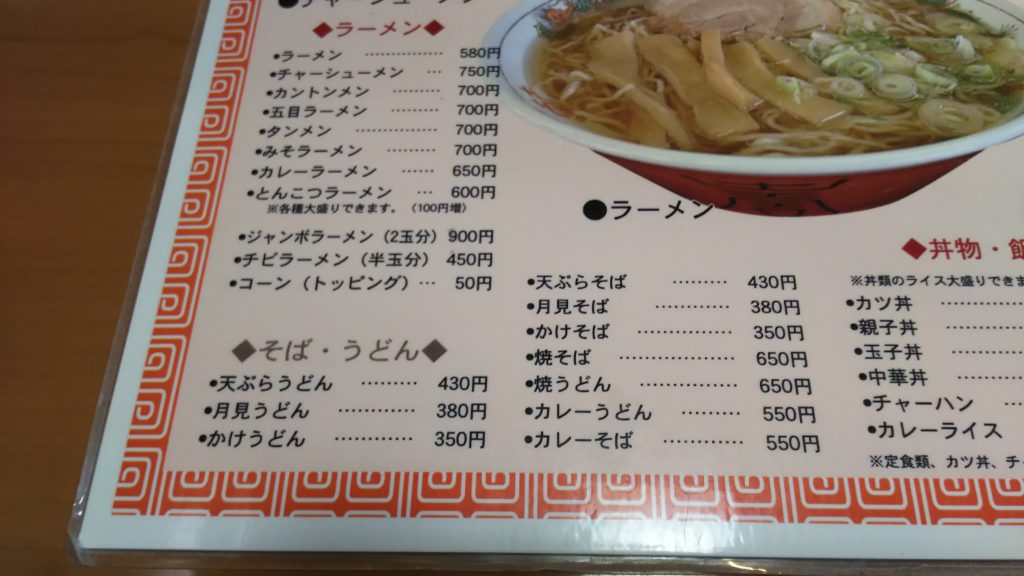 ●チャーシューメン
◆ラーメン◆
•ラーメン ……………… 580円
•チャーシューメン … 750円
•カントンメン ……… 700円
•五目ラーメン ……… 700円
•タンメン …………… 700円
•みそラーメン ……… 700円
•カレーラーメン …… 650円
•とんこつラーメン … 600円
※各種大盛りできます。（100円増）
•ジャンボラーメン（2玉分）900円
•チビラーメン（半玉分）450円
•コーン（トッピング）… 50円
◆そば・うどん◆
•天ぷらうどん ……… 430円
•月見うどん ………… 380円
•かけうどん ………… 350円
●ラーメン
•天ぷらそば ……… 430円
•月見そば ………… 380円
•かけそば …………… 350円
•焼そば ……………… 650円
•焼うどん …………… 650円
•カレーうどん ……… 550円
•カレーそば ………… 550円
◆丼物・飯
※丼類のライス大盛りできま
•カツ丼 …………
•親子丼 …………
•玉子丼 ………
•中華丼 ………
•チャーハン …
•カレーライス
※定食類、カツ丼、チャ